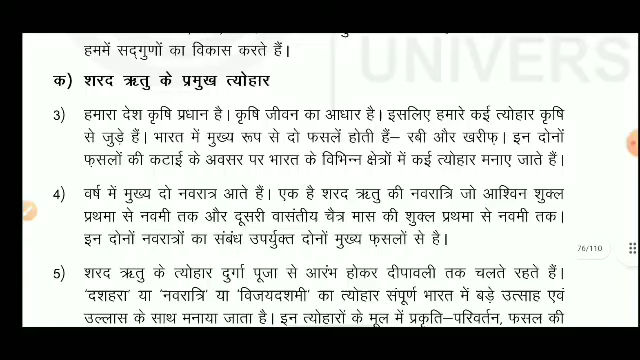 हममें सद्गुणों का विकास करते हैं।
UNIVERS
क) शरद ऋतु के प्रमुख त्योहार
3) हमारा देश कृषि प्रधान है। कृषि जीवन का आधार है। इसलिए हमारे कई त्योहार कृषि
से जुड़े हैं। भारत में मुख्य रूप से दो फसलें होती हैं– रबी और खरीफ़। इन दोनों
फ़सलों की कटाई के अवसर पर भारत के विभिन्न क्षेत्रों में कई त्योहार मनाए जाते हैं।
4) वर्ष में मुख्य दो नवरात्र आते हैं। एक है शरद ऋतु की नवरात्रि जो आश्विन शुक्ल
प्रथमा से नवमी तक और दूसरी वासंतीय चैत्र मास की शुक्ल प्रथमा से नवमी तक।
इन दोनों नवरात्रों का संबंध उपर्युक्त दोनों मुख्य फ़सलों से है।
76/110
5) शरद ऋतु के त्योहार दुर्गा पूजा से आरंभ होकर दीपावली तक चलते रहते हैं।
'दशहरा' या 'नवरात्रि' या 'विजयदशमी' का त्योहार संपूर्ण भारत में बड़े उत्साह एवं
उल्लास के साथ मनाया जाता है। इन त्योहारों के मूल में प्रकृति–परिवर्तन, फसल की